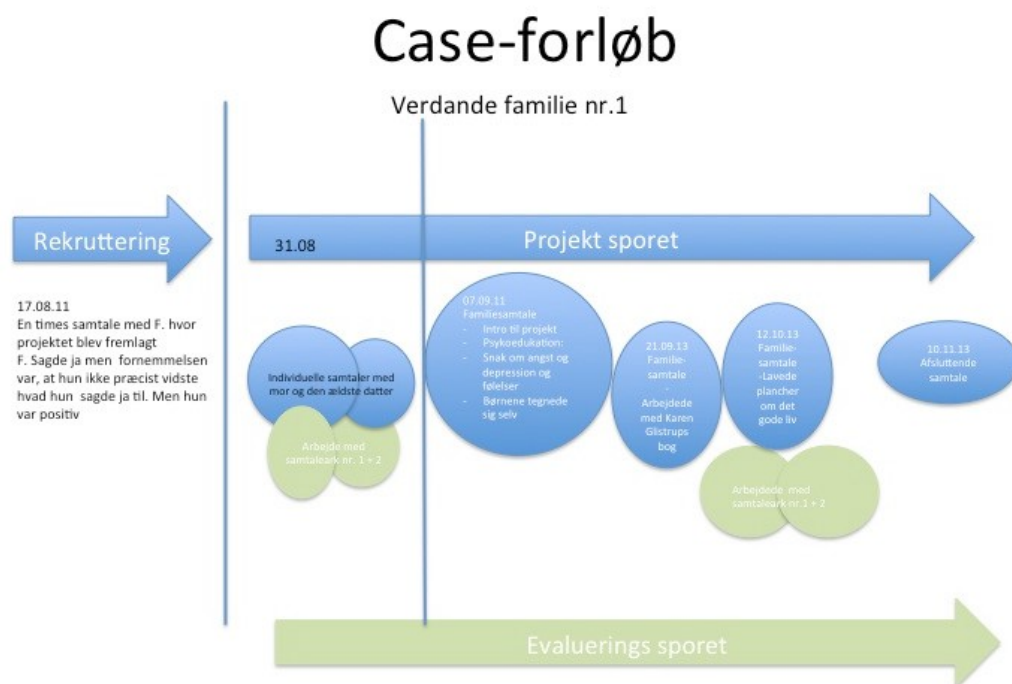 Case-forløb
Verdande familie nr.1
Rekruttering
31.08
Projekt sporet
17.08.11
En times samtale med F. hvor
projektet blev fremlagt
F. Sagde ja men fornemmelsen
var, at hun ikke præcist vidste
hvad hun sagde ja til. Men hun
var positiv
Individuelle samtaler med
mor og den ældste datter
Arbejde med
samtaleark nr. 1 + 2
07.09.11
Familiesamtale
- Intro til projekt
- Psykoedukation:
- Snak om angst og
depression og
følelser
- Børnene tegnede
sig selv
21.09.13
Familie-
samtale
-
Arbejdede
med Karen
Glistrups
bog
12.10.13
Familie-
samtale
-Lavede
plancher
om det
gode liv
Arbejdede med
samtaleark nr.1 + 2
10.11.13
Afsluttende
samtale
Evaluerings sporet